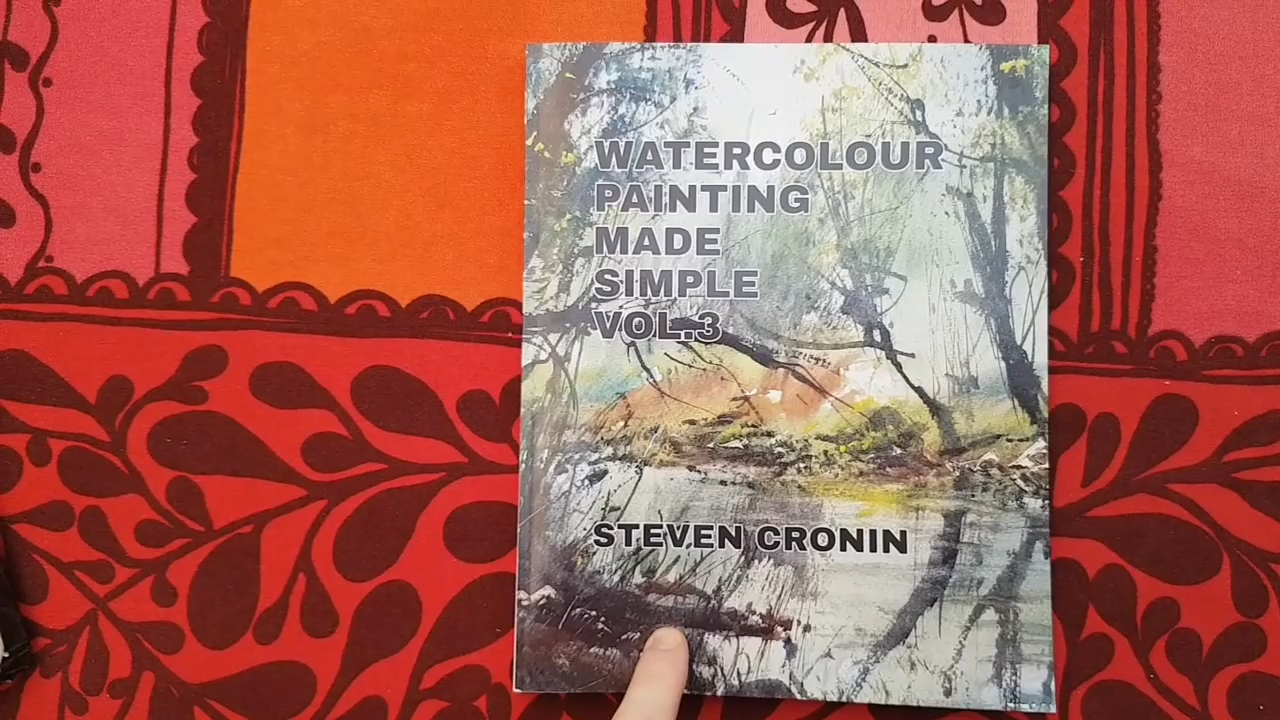 WATERCOLOUR
PAINTING
MADE
SIMPLE
VOL.3
STEVEN CRONIN